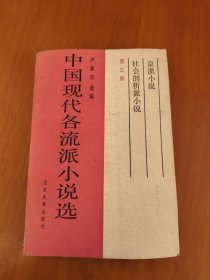 京派小说
社会剖析派小说
第三册
严家炎 选编
中国现代各流派小说选
北京大学出版社